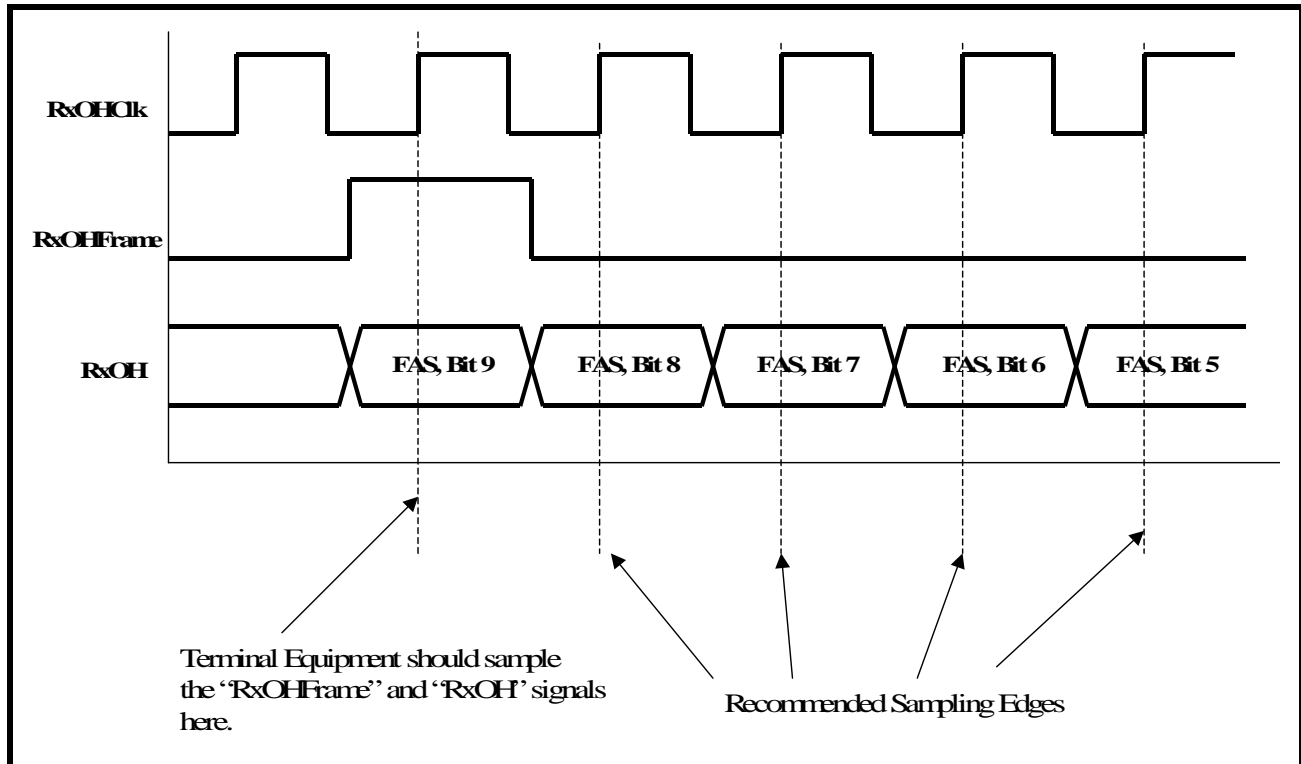 RxOHClk
RxOHFrame
RxOH
FAS, Bit 9
FAS, Bit 8
FAS, Bit 7
FAS, Bit 6
FAS, Bit 5
Terminal Equipment should sample
the “RxOHFrame” and “RxOH” signals
here.
Recommended Sampling Edges